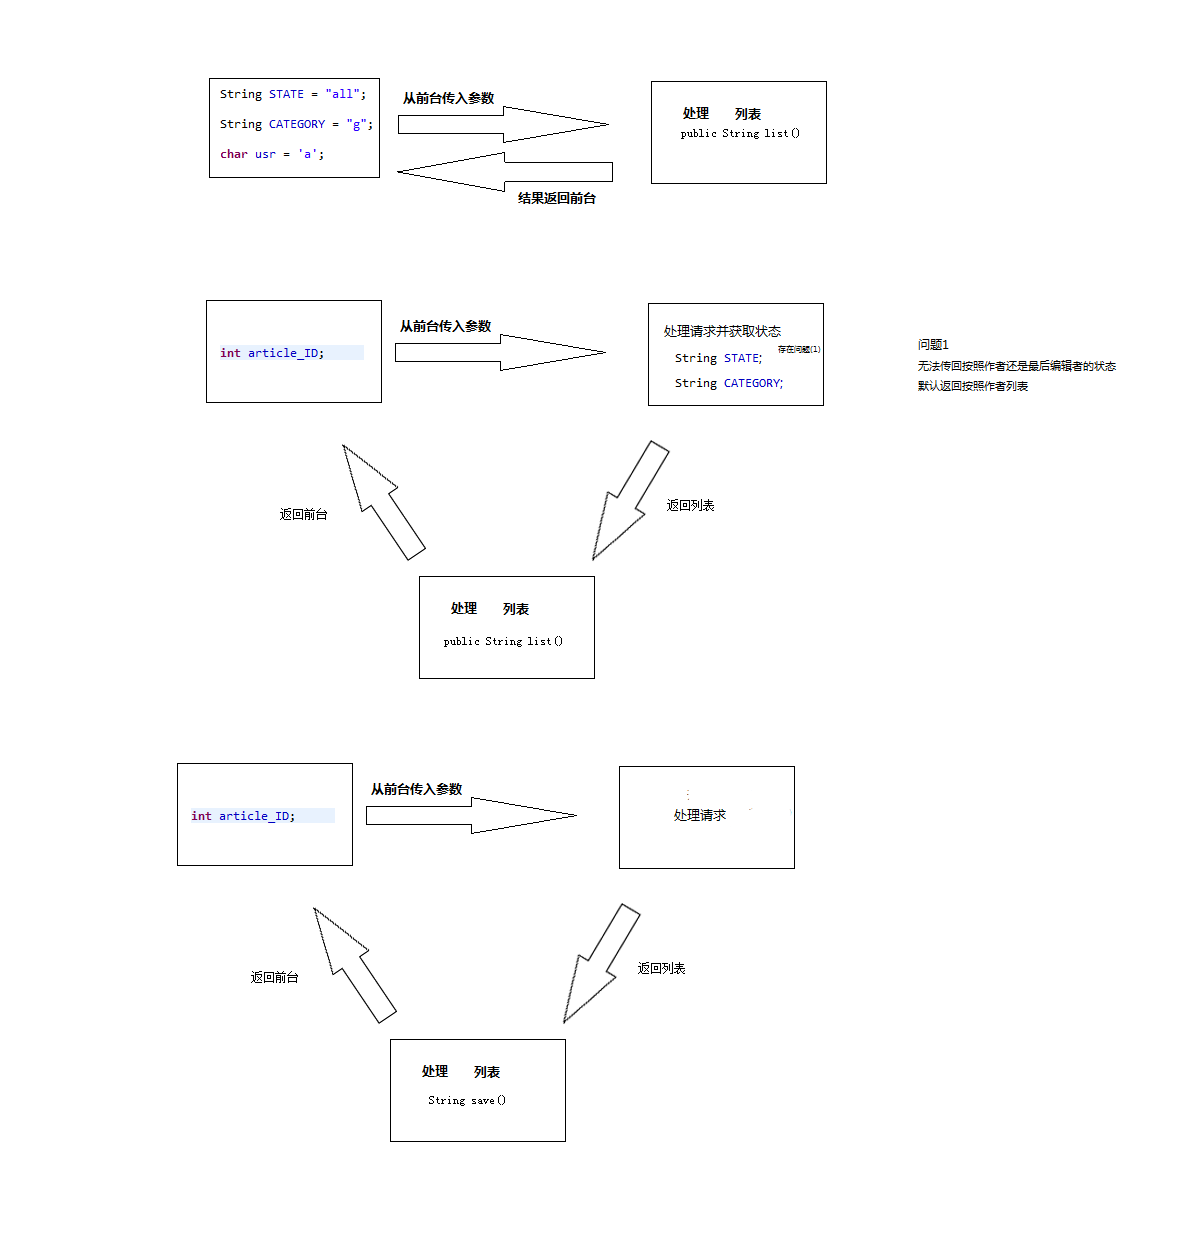 String STATE = "all";
String CATEGORY = "g";
char usr = 'a';
从前台传入参数
结果返回前台
处理 列表
public String list()
int article_ID;
从前台传入参数
处理请求并获取状态
存在问题(1)
String STATE;
String CATEGORY;
问题1
无法传回按照作者还是最后编辑者的状态
默认返回按照作者列表
返回前台
返回列表
处理 列表
public String list()
int article_ID;
从前台传入参数
处理请求
返回前台
返回列表
处理 列表
String save()